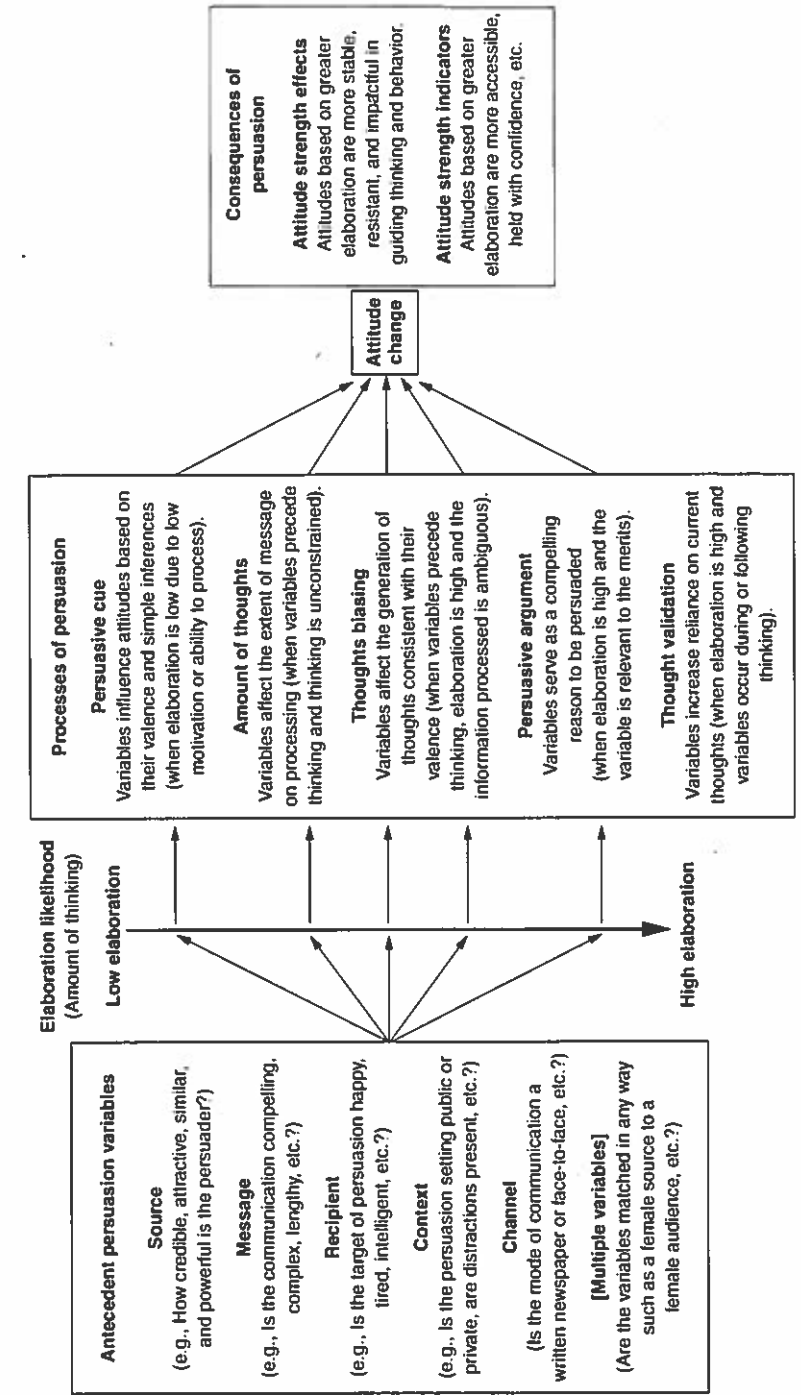 Antecedent persuasion variables
Source
(e.g., How credible, attractive, similar,
and powerful is the persuader?)
Message
(e.g., Is the communication compelling,
complex, lengthy, etc.?)
Recipient
(e.g., Is the target of persuasion happy,
tired, intelligent, etc.?)
Context
(e.g., Is the persuasion setting public or
private, are distractions present, etc.?)
Channel
(Is the mode of communication a
written newspaper or face-to-face, etc.?)
[Multiple variables]
(Are the variables matched in any way
such as a female source to a
female audience, etc.?)
Elaboration likelihood
(Amount of thinking)
Low elaboration
High elaboration
Processes of persuasion
Persuasive cue
Variables influence attitudes based on
their valence and simple inferences
(when elaboration is low due to low
motivation or ability to process).
Amount of thoughts
Variables affect the extent of message
on processing (when variables precede
thinking and thinking is unconstrained).
Thoughts biasing
Variables affect the generation of
thoughts consistent with their
valence (when variables precede
thinking, elaboration is high and the
information processed is ambiguous).
Persuasive argument
Variables serve as a compelling
reason to be persuaded
(when elaboration is high and the
variable is relevant to the merits).
Thought validation
Variables increase reliance on current
thoughts (when elaboration is high and
variables occur during or following
thinking).
Attitude
change
Consequences of
persuasion
Attitude strength effects
Attitudes based on greater
elaboration are more stable,
resistant, and impactful in
guiding thinking and behavior.
Attitude strength indicators
Attitudes based on greater
elaboration are more accessible,
held with confidence, etc.